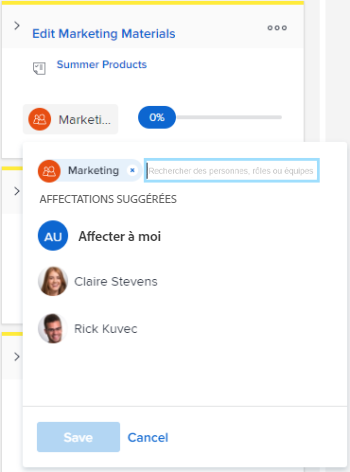 Edit Marketing Materials
Summer Products
Marketi...
0%
Marketing
Rechercher des personnes, rôles ou équipes
AFFECTATIONS SUGGÉRÉES
AU
Affecter à moi
Claire Stevens
Rick Kuvec
Save
Cancel